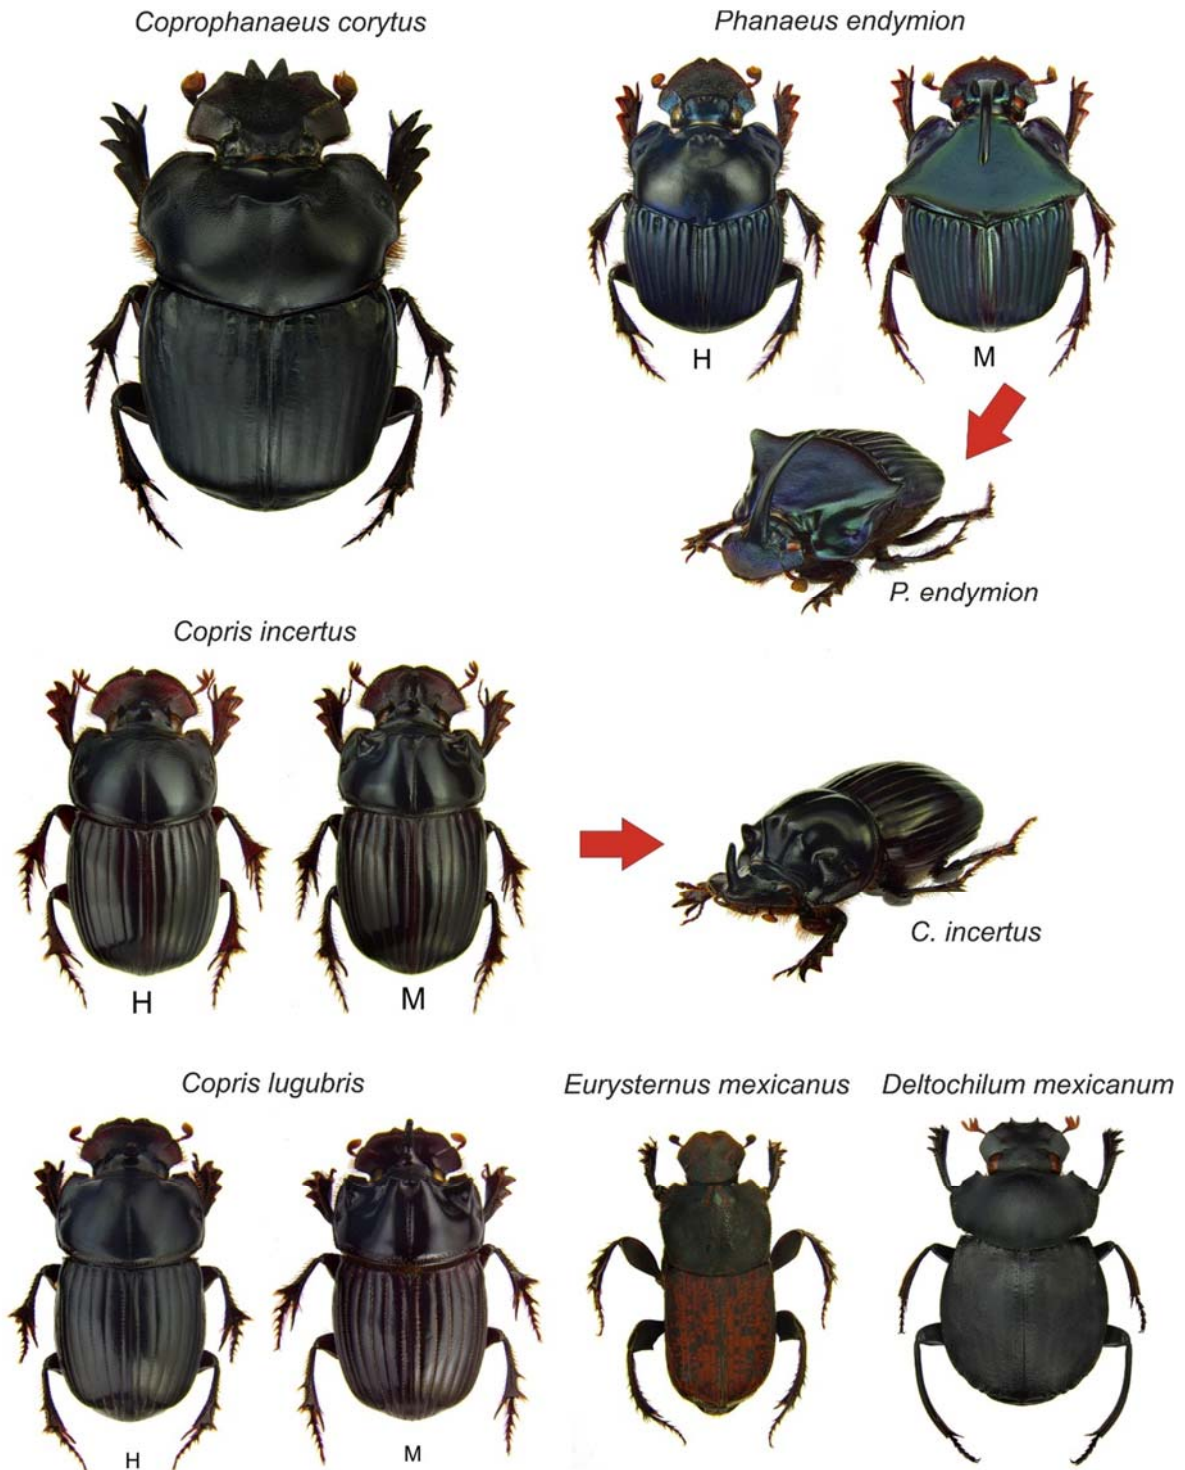 Coprophanaeus corytus
Phanaeus endymion
H
M
P. endymion
Copris incertus
H
M
C. incertus
Copris lugubris
Eurysternus mexicanus
Deltochilum mexicanum
H
M